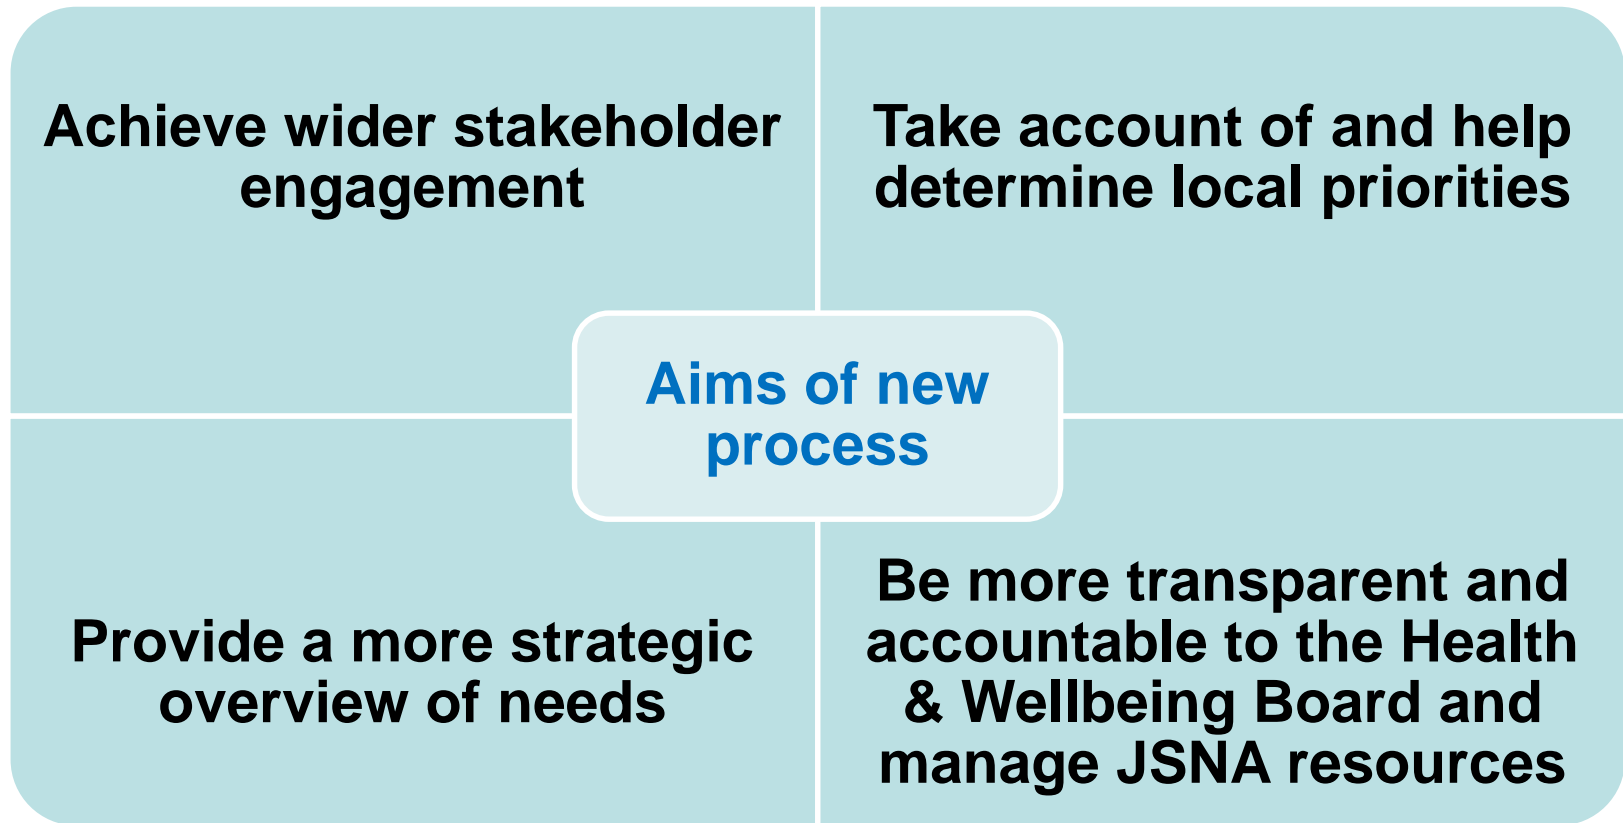 Achieve wider stakeholder
engagement
Take account of and help
determine local priorities
Aims of new
process
Provide a more strategic
overview of needs
Be more transparent and
accountable to the Health
& Wellbeing Board and
manage JSNA resources